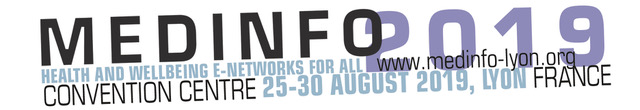 MEDINFO 2019
www.medinfo-lyon.org
HEALTH AND WELLBEING E-NETWORKS FOR ALL
CONVENTION CENTRE 25-30 AUGUST 2019, LYON FRANCE